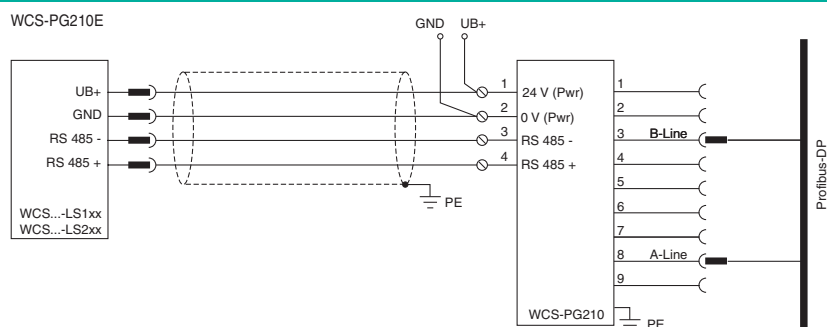 WCS-PG210E
GND UB+
UB+
GND
RS 485 -
RS 485 +
WCS...-LS1xx
WCS...-LS2xx
PE
1 24 V (Pwr)
2 0 V (Pwr)
3 RS 485 -
4 RS 485 +
WCS-PG210
1
2
3 B-Line
4
5
6
7
8 A-Line
9
PE
Profibus-DP